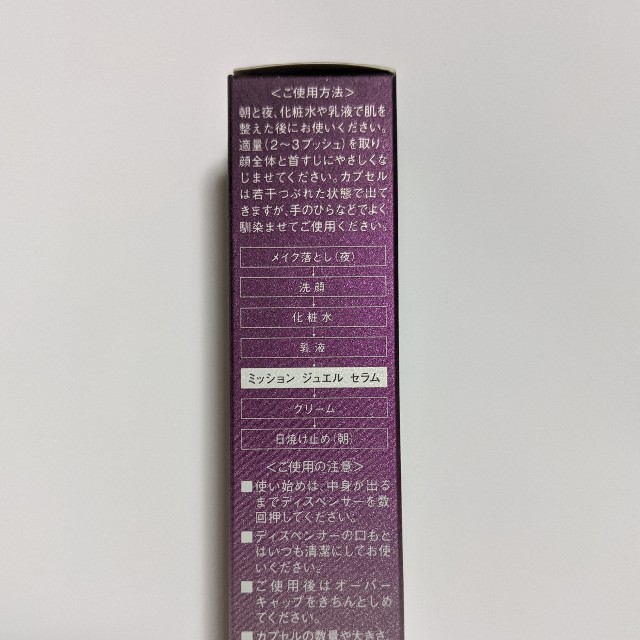 ＜ご使用方法＞
朝と夜、化粧水や乳液で肌を
整えた後にお使いください。
適量（2〜3プッシュ）を取り、
顔全体と首すじにやさしくな
じませてください。カプセル
は若干つぶれた状態で出て
きますが、手のひらなどでよく
馴染ませてご使用ください。
メイク落とし（夜）
洗顔
化粧水
乳液
ミッション ジュエル セラム
クリーム
日焼け止め（朝）
＜ご使用の注意＞
■使い始めは、中身が出る
までディスペンサーを数
回押してください。
■ディスペンサーの口もと
はいつも清潔にしてお使
いください。
■ご使用後はオーバー
キャップをきちんとしめ
てください。
■カプセルの数量や大きさ